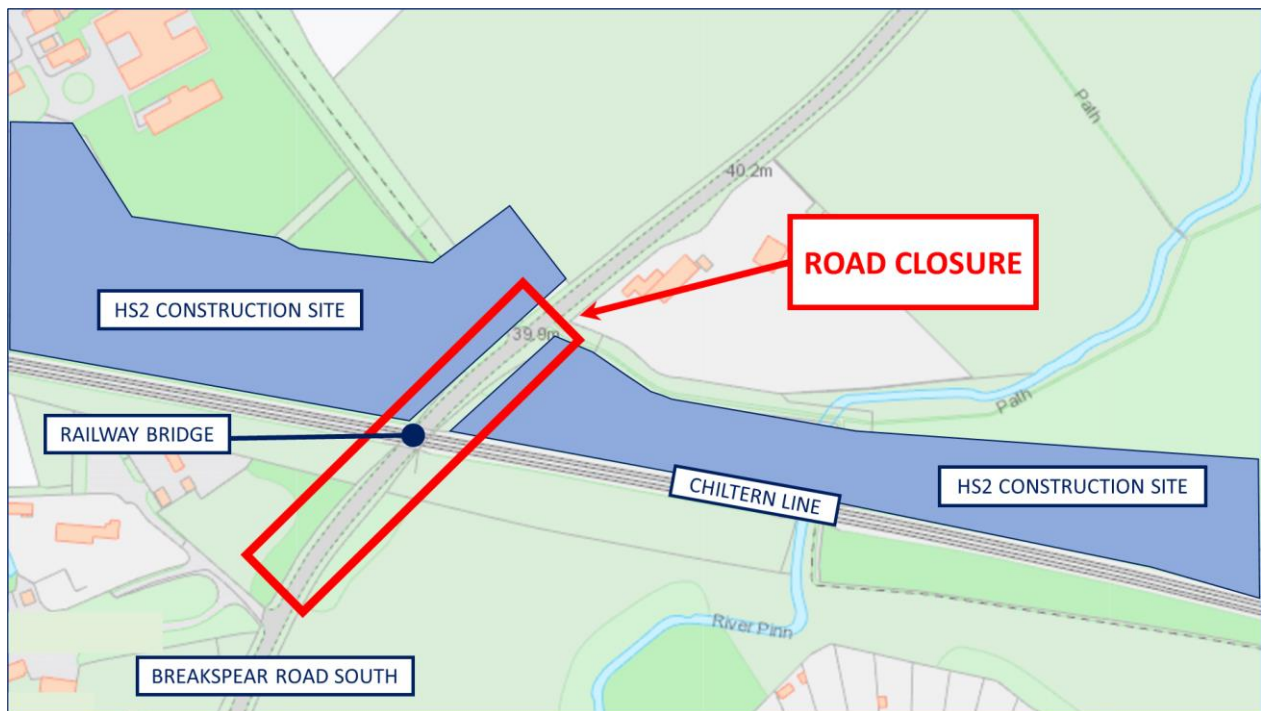 Path
40.2m
ROAD CLOSURE
HS2 CONSTRUCTION SITE
39.9m
Path
RAILWAY BRIDGE
CHILTERN LINE
HS2 CONSTRUCTION SITE
River Pinn
BREAKSPEAR ROAD SOUTH